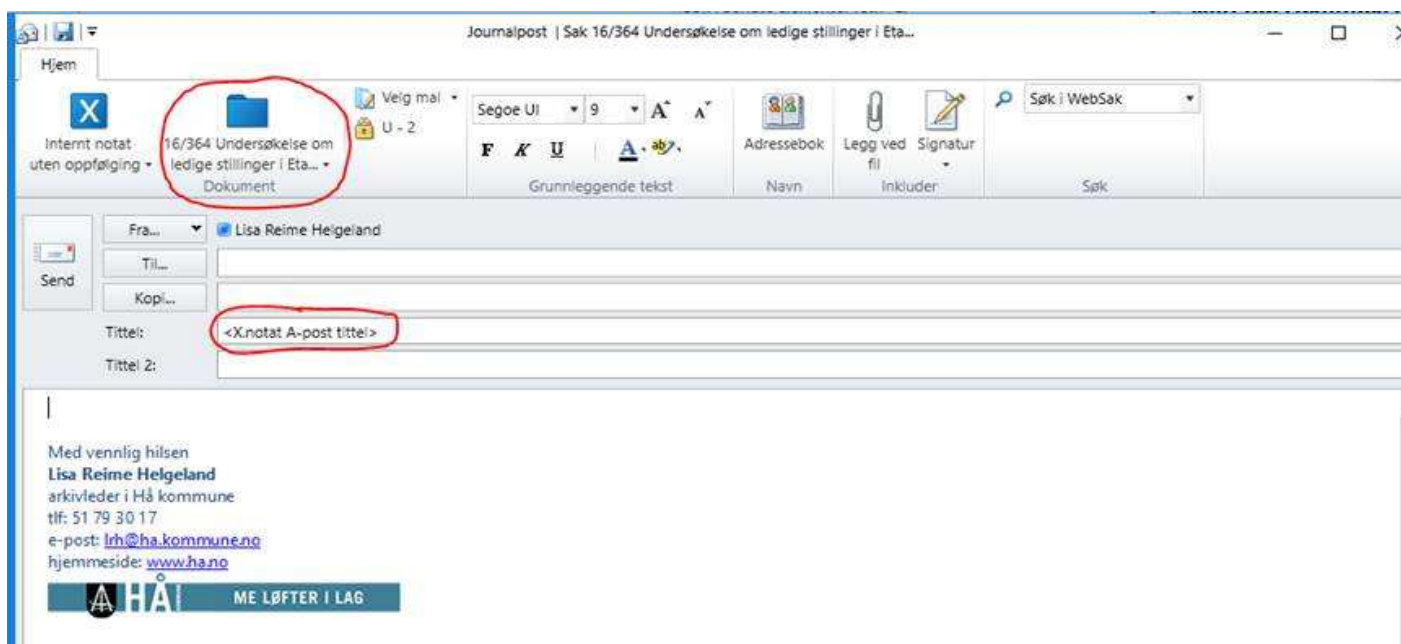 Journalpost | Sak 16/364 Undersøkelse om ledige stillinger i Eta...
Hjem
Internt notat
uten oppfølging
16/364 Undersøkelse om
ledige stillinger i Eta...
Dokument
Velg mal
U - 2
Segoe UI 9 A A
F K U A ab
Grunnleggende tekst
Adressebok
Navn
Legg ved
fil
Signatur
Inkluder
Søk i WebSak
Søk
Send
Fra... Lisa Reime Helgeland
Til...
Kopi...
Tittel: <X.notat A-post tittel>
Tittel 2:
Med vennlig hilsen
Lisa Reime Helgeland
arkivleder i Hå kommune
tlf: 51 79 30 17
e-post: lrh@ha.kommune.no
hjemmeside: www.ha.no
HÅ ME LØFTER I LAG